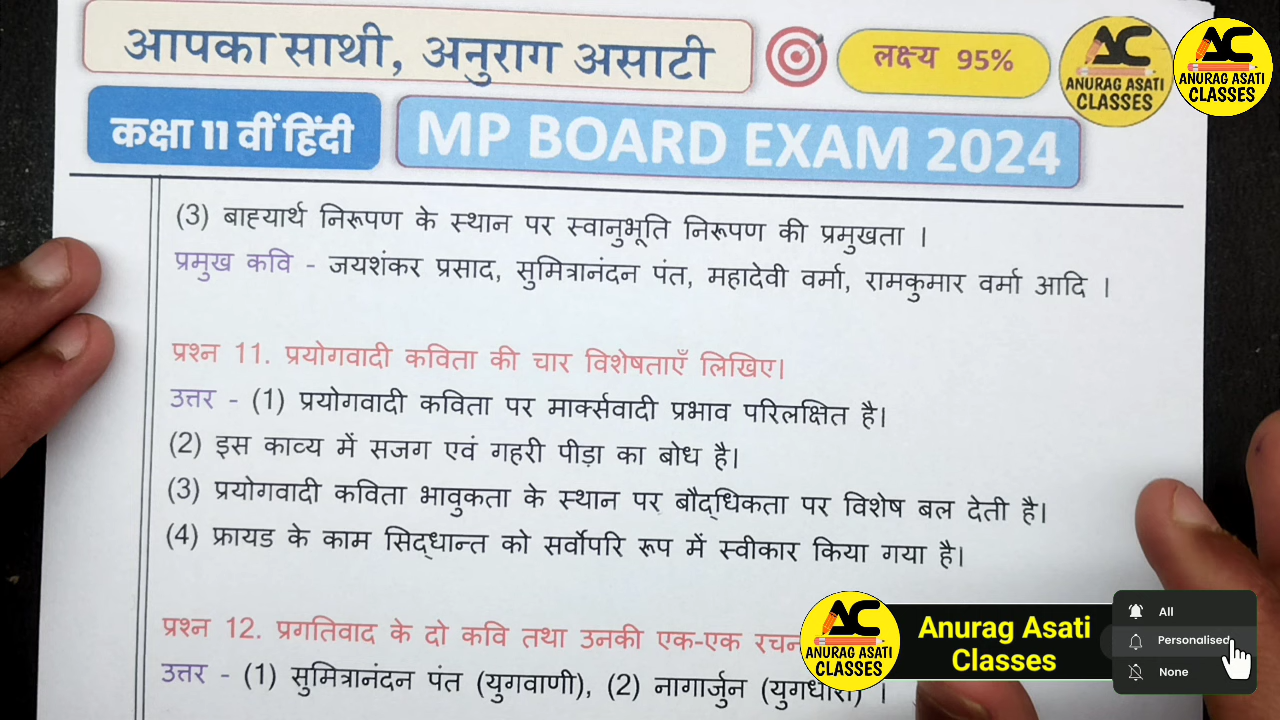 आपका साथी, अनुराग असाटी
लक्ष्य 95%
AC
ANURAG ASATI
CLASSES
AC
ANURAG ASATI
CLASSES
कक्षा 11 वीं हिंदी
MP BOARD EXAM 2024
(3) बाह्यार्थ निरूपण के स्थान पर स्वानुभूति निरूपण की प्रमुखता ।
प्रमुख कवि - जयशंकर प्रसाद, सुमित्रानंदन पंत, महादेवी वर्मा, रामकुमार वर्मा आदि ।
प्रश्न 11. प्रयोगवादी कविता की चार विशेषताएँ लिखिए।
उत्तर - (1) प्रयोगवादी कविता पर मार्क्सवादी प्रभाव परिलक्षित है।
(2) इस काव्य में सजग एवं गहरी पीड़ा का बोध है।
(3) प्रयोगवादी कविता भावुकता के स्थान पर बौद्धिकता पर विशेष बल देती है।
(4) फ्रायड के काम सिद्धान्त को सर्वोपरि रूप में स्वीकार किया गया है।
प्रश्न 12. प्रगतिवाद के दो कवि तथा उनकी एक-एक
उत्तर - (1) सुमित्रानंदन पंत (युगवाणी), (2) नागार्जुन (युगधारा) ।
AC
ANURAG ASATI
CLASSES
Anurag Asati
Classes
All
Personalised
None